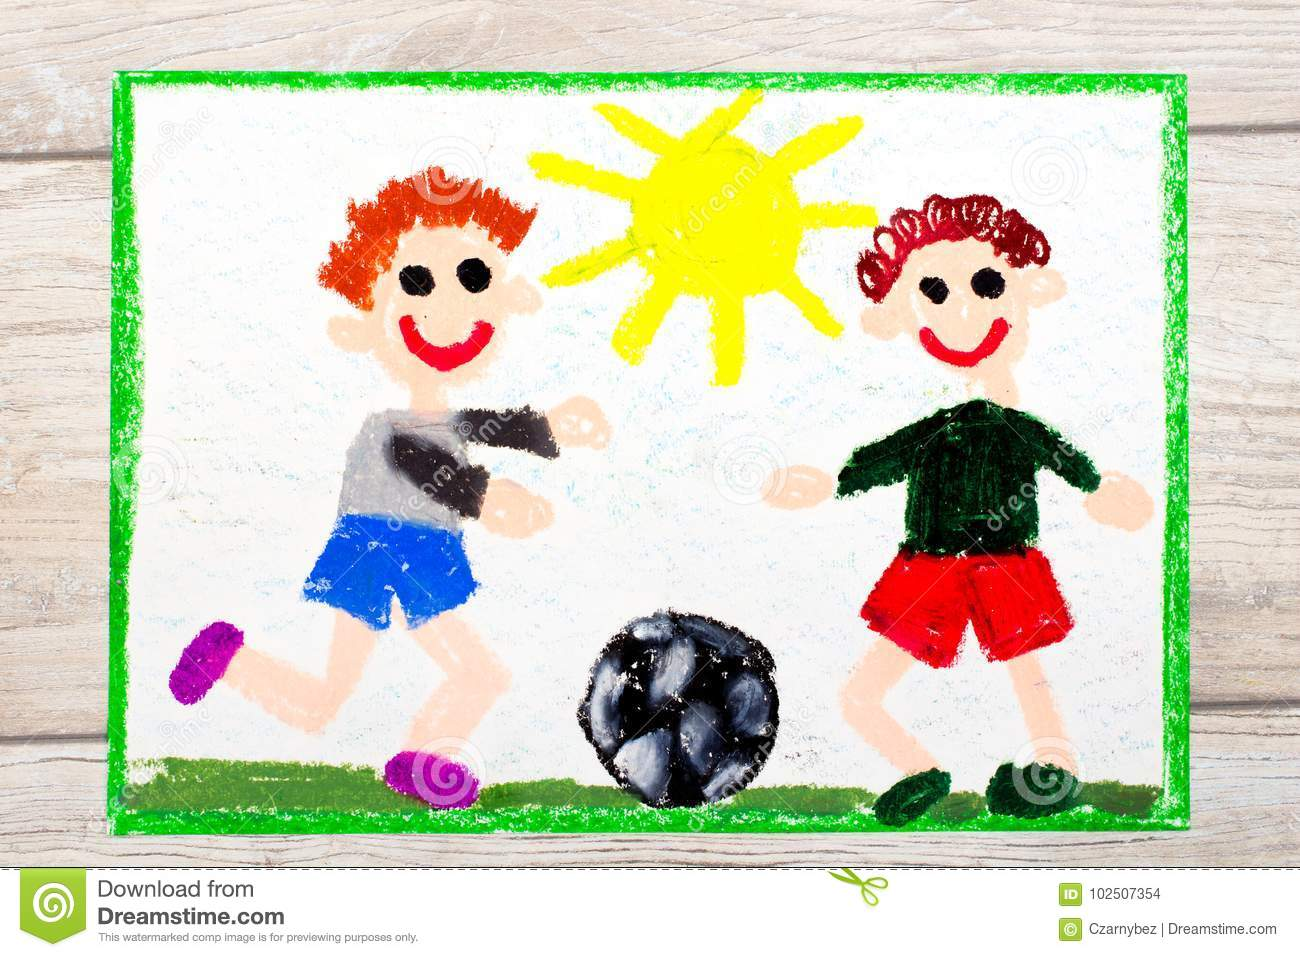 Download from
Dreamstime.com
This watermarked comp image is for previewing purposes only.
ID 102507354
© Czarnybez | Dreamstime.com